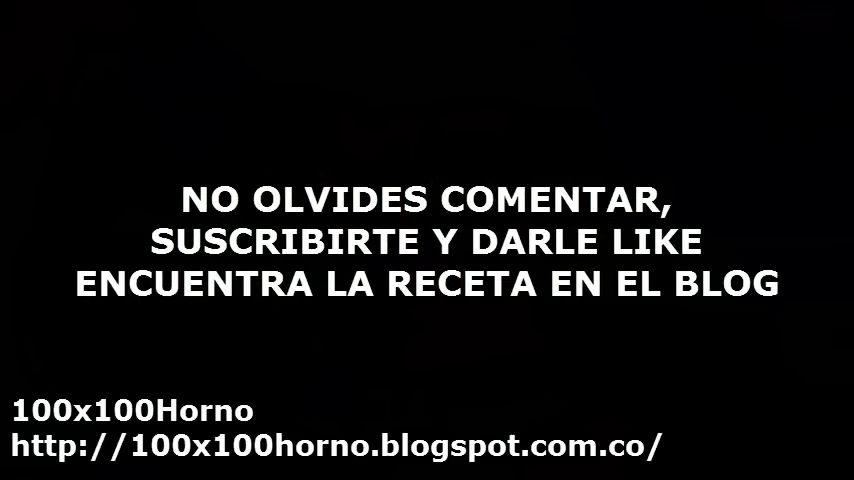 NO OLVIDES COMENTAR,
SUSCRIBIRTE Y DARLE LIKE
ENCUENTRA LA RECETA EN EL BLOG
100x100Horno
http://100x100horno.blogspot.com.co/